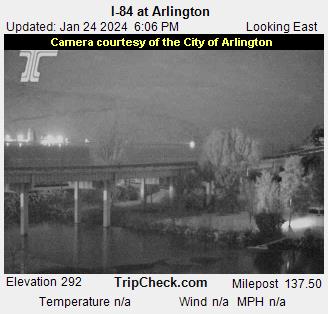 I-84 at Arlington
Updated: Jan 24 2024 6:06 PM Looking East
Camera courtesy of the City of Arlington
Elevation 292 TripCheck.com Milepost 137.50
Temperature n/a Wind n/a MPH n/a